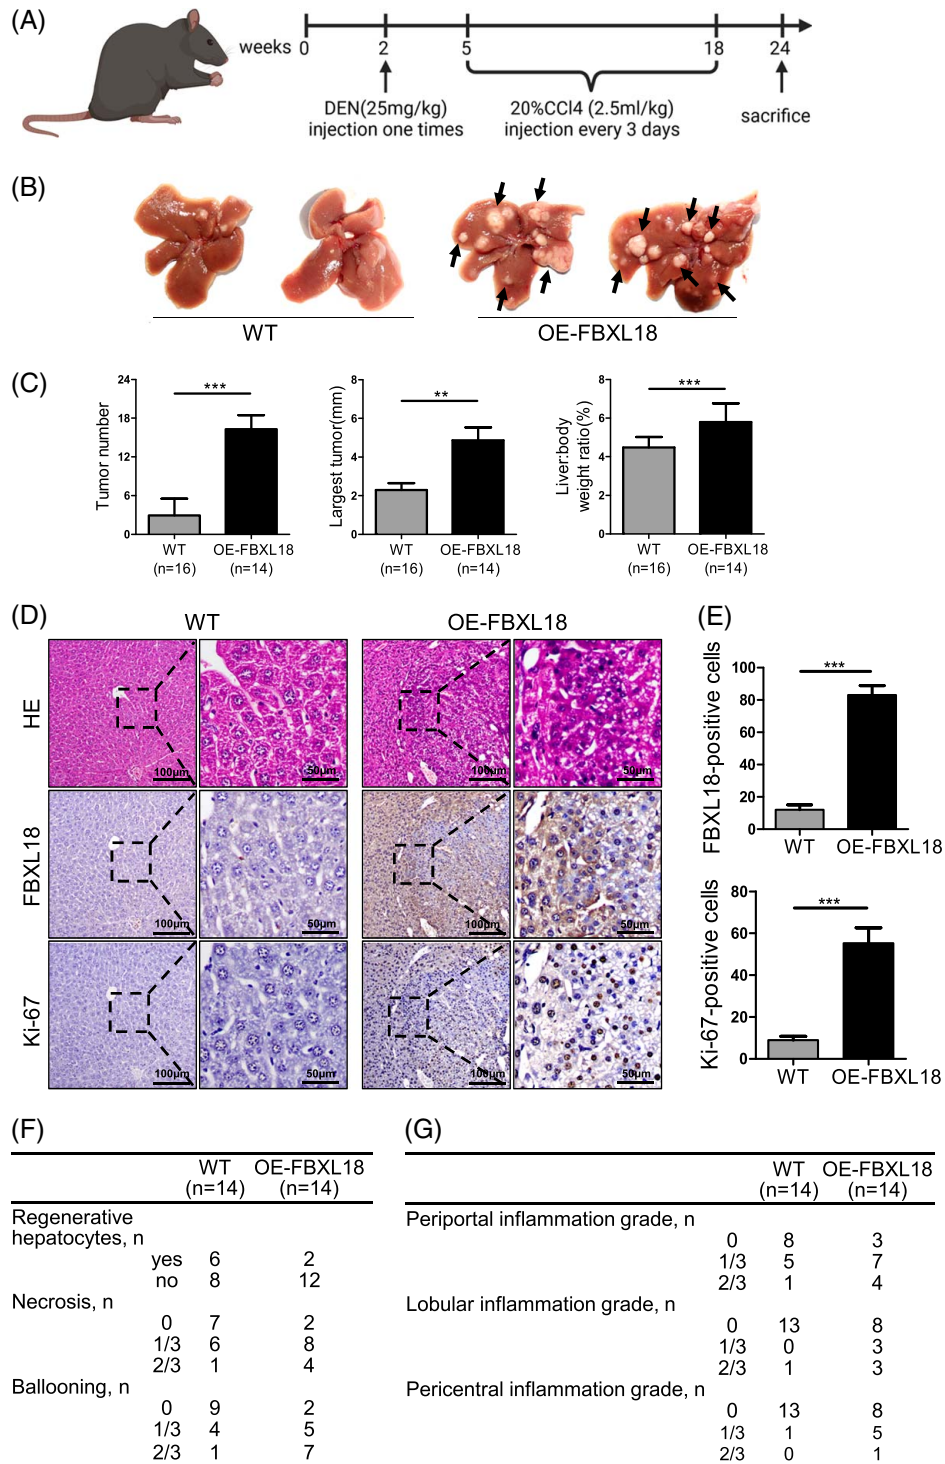 (A)
weeks 0 2 5 18 24
DEN(25mg/kg)
injection one times
20%CCl4 (2.5ml/kg)
injection every 3 days
sacrifice
(B)
WT OE-FBXL18
(C)
Tumor number
24
18
12
6
0
***
WT OE-FBXL18
(n=16) (n=14)
Largest tumor(mm)
8
6
4
2
0
**
WT OE-FBXL18
(n=16) (n=14)
Liver:body
weight ratio(%)
8
6
4
2
0
***
WT OE-FBXL18
(n=16) (n=14)
(D)
WT OE-FBXL18
HE
100μm 50μm 100μm 50μm
FBXL18
100μm 50μm 100μm 50μm
Ki-67
100μm 50μm 100μm 50μm
(E)
FBXL18-positive cells
100
80
60
40
20
0
***
WT OE-FBXL18
Ki-67-positive cells
80
60
40
20
0
***
WT OE-FBXL18
(F)
WT OE-FBXL18
(n=14) (n=14)
Regenerative
hepatocytes, n
yes 6 2
no 8 12
Necrosis, n
0 7 2
1/3 6 8
2/3 1 4
Ballooning, n
0 9 2
1/3 4 5
2/3 1 7
(G)
WT OE-FBXL18
(n=14) (n=14)
Periportal inflammation grade, n
0 8 3
1/3 5 7
2/3 1 4
Lobular inflammation grade, n
0 13 8
1/3 0 3
2/3 1 3
Pericentral inflammation grade, n
0 13 8
1/3 1 5
2/3 0 1